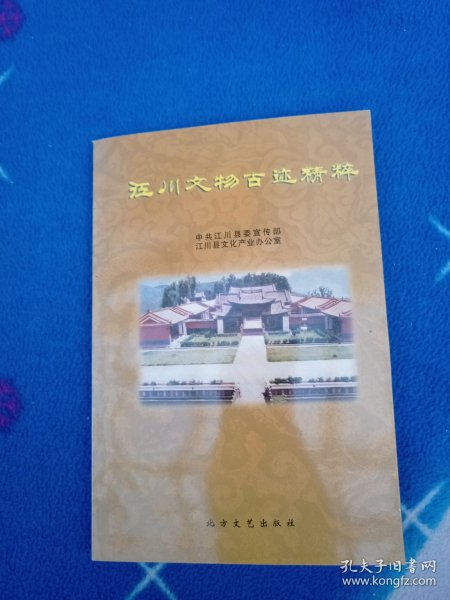 江川文物古迹精粹
中共江川县委宣传部
江川县文化产业办公室
北方文艺出版社
孔夫子旧书网
www.kongfz.com